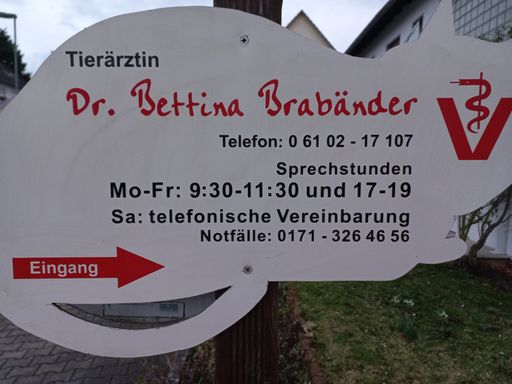 Tierärztin
Dr. Bettina Brabänder
Telefon: 0 61 02 - 17 107
Sprechstunden
Mo-Fr: 9:30-11:30 und 17-19
Sa: telefonische Vereinbarung
Notfälle: 0171 - 326 46 56
Eingang
V